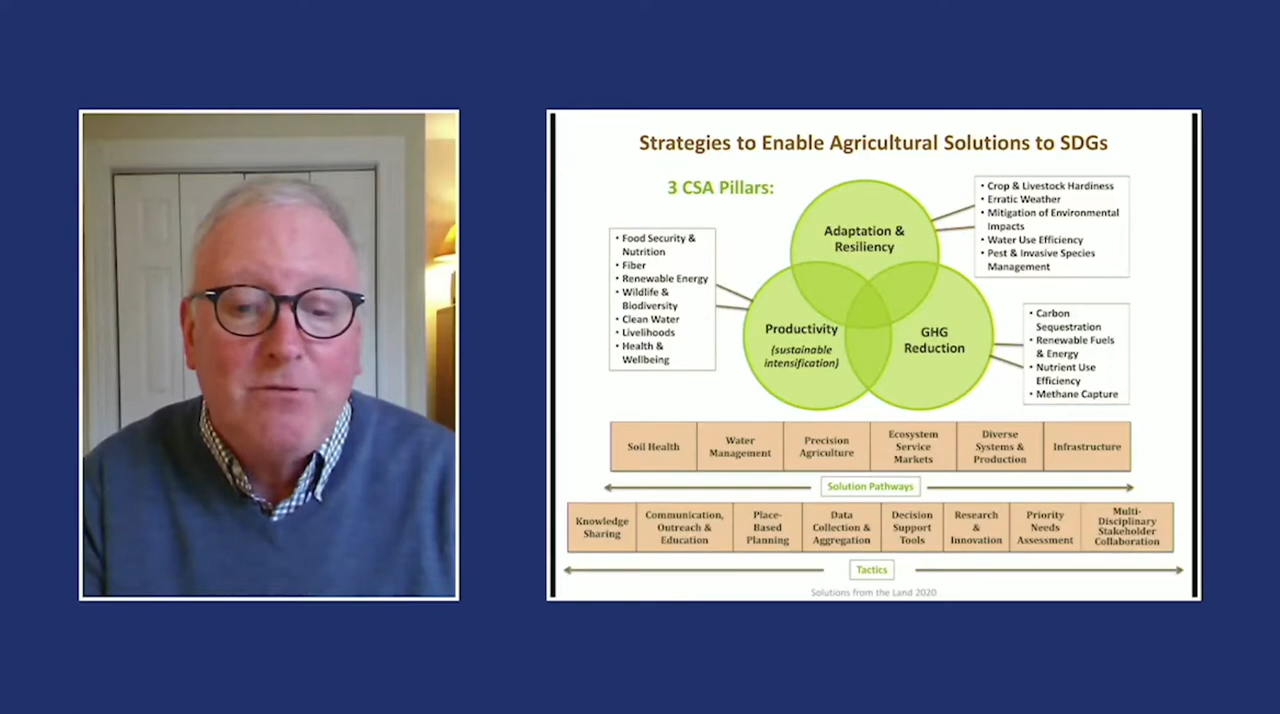 Strategies to Enable Agricultural Solutions to SDGs
3 CSA Pillars:
Adaptation &
Resiliency
• Crop & Livestock Hardiness
• Erratic Weather
• Mitigation of Environmental
Impacts
• Water Use Efficiency
• Pest & Invasive Species
Management
• Food Security &
Nutrition
• Fiber
• Renewable Energy
• Wildlife &
Biodiversity
• Clean Water
• Livelihoods
• Health &
Wellbeing
Productivity
(sustainable
intensification)
GHG
Reduction
• Carbon
Sequestration
• Renewable Fuels
& Energy
• Nutrient Use
Efficiency
• Methane Capture
Soil Health
Water
Management
Precision
Agriculture
Ecosystem
Service
Markets
Diverse
Systems &
Production
Infrastructure
Solution Pathways
Knowledge
Sharing
Communication,
Outreach &
Education
Place-
Based
Planning
Data
Collection &
Aggregation
Decision
Support
Tools
Research
&
Innovation
Priority
Needs
Assessment
Multi-
Disciplinary
Stakeholder
Collaboration
Tactics
Solutions from the Land 2020